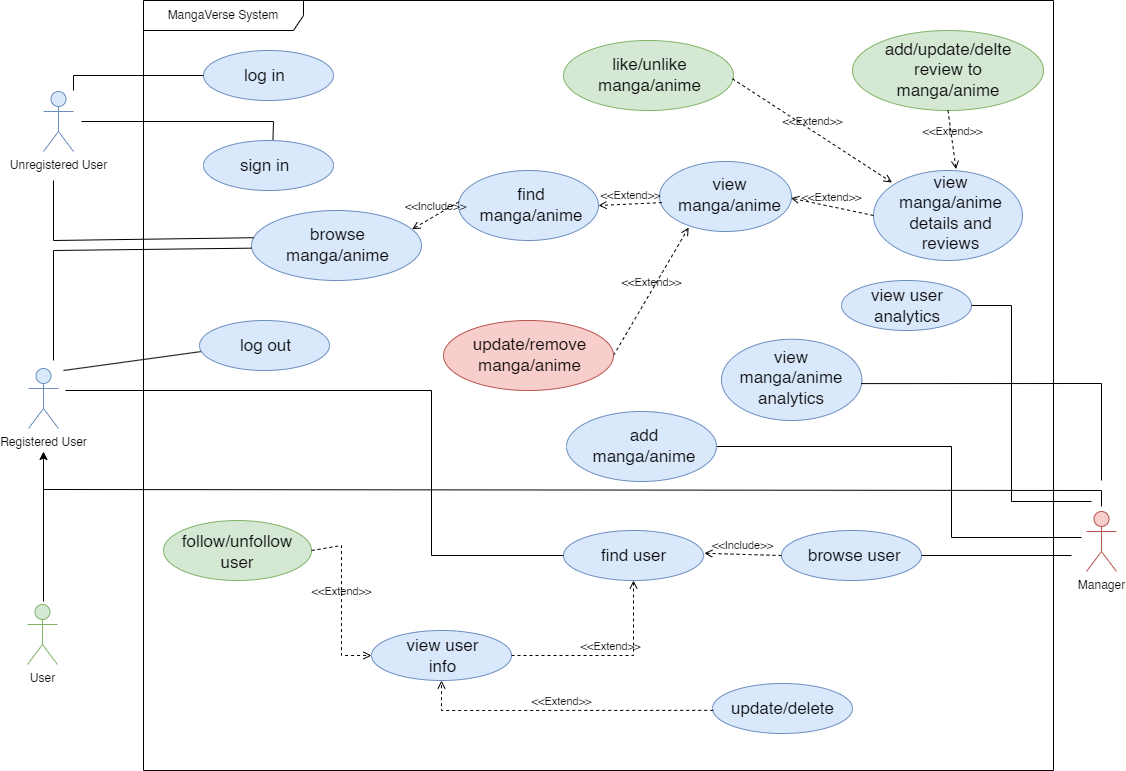 MangaVerse System
log in
like/unlike
manga/anime
add/update/delte
review to
manga/anime
<<Extend>>
<<Extend>>
Unregistered User
sign in
find
manga/anime
view
manga/anime
view
manga/anime
details and
reviews
<<Include>>
<<Extend>>
<<Extend>>
browse
manga/anime
<<Extend>>
view user
analytics
log out
update/remove
manga/anime
view
manga/anime
analytics
Registered User
add
manga/anime
follow/unfollow
user
find user
<<Include>>
browse user
Manager
<<Extend>>
view user
info
<<Extend>>
User
<<Extend>>
update/delete